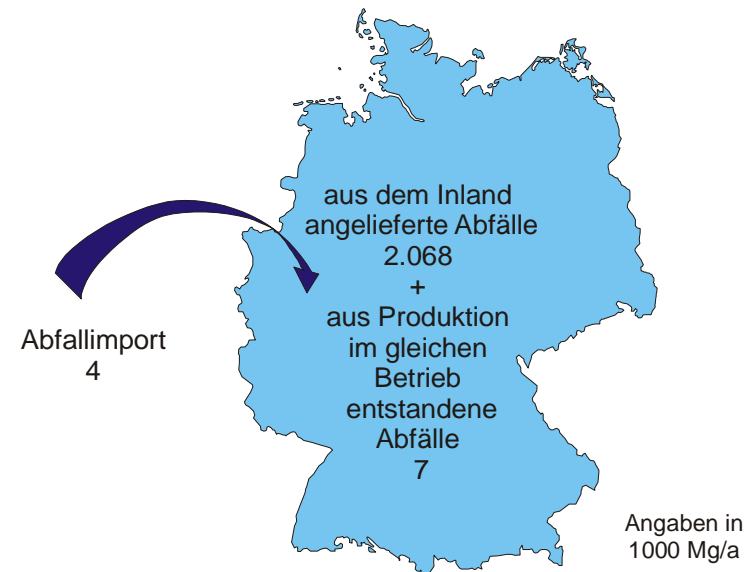 aus dem Inland
angelieferte Abfälle
2.068
+
aus Produktion
im gleichen
Betrieb
entstandene
Abfälle
7
Abfallimport
4
Angaben in
1000 Mg/a